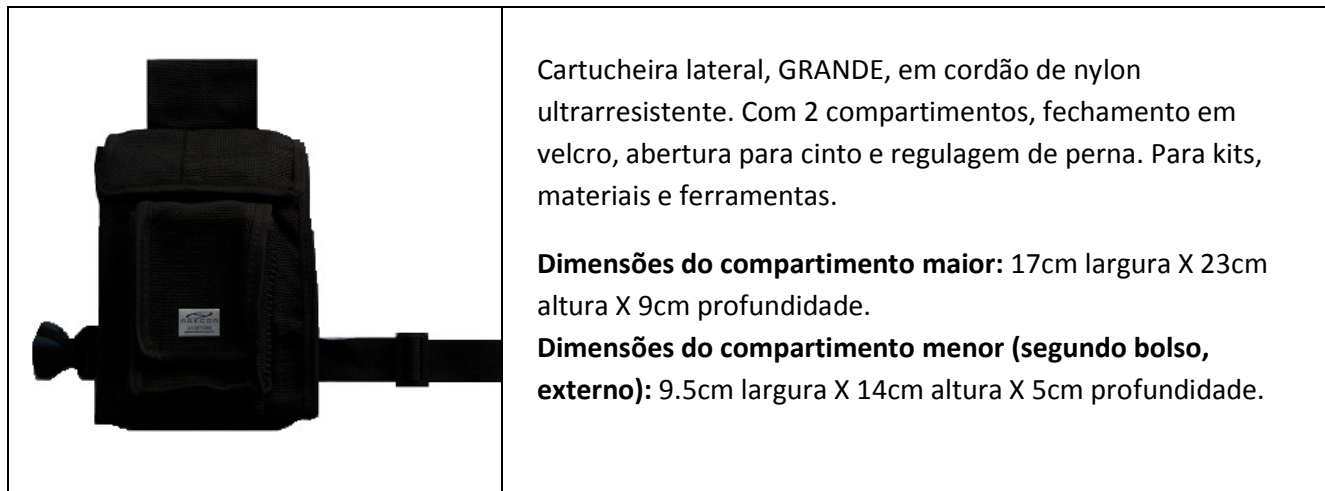 Cartucheira lateral, GRANDE, em cordão de nylon
ultrarresistente. Com 2 compartimentos, fechamento em
velcro, abertura para cinto e regulagem de perna. Para kits,
materiais e ferramentas.
Dimensões do compartimento maior: 17cm largura X 23cm
altura X 9cm profundidade.
Dimensões do compartimento menor (segundo bolso,
externo): 9.5cm largura X 14cm altura X 5cm profundidade.